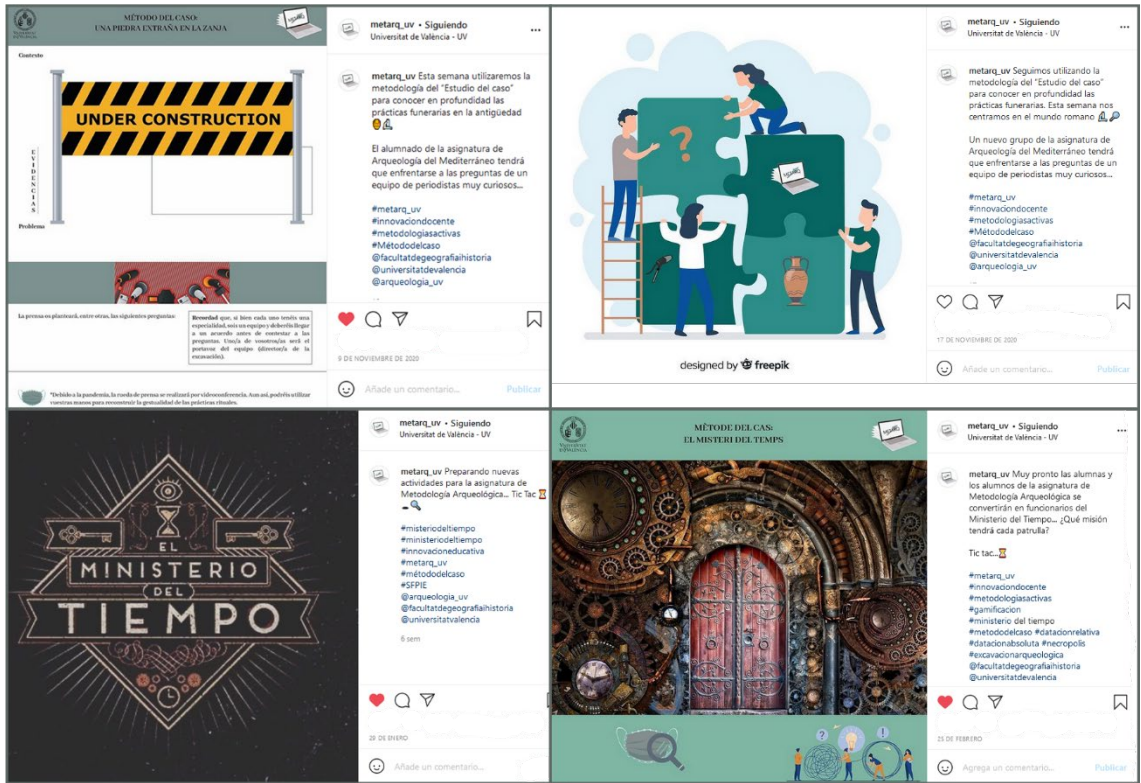 MÉTODO DEL CASO:
UNA PIEDRA EXTRAÑA EN LA ZANJA
Contexto
UNDER CONSTRUCTION
EVIDENCIAS
Problema
La prensa os planteará, entre otras, las siguientes preguntas:
Recordad que, si bien cada uno tenéis una
especialidad, sois un equipo y deberéis llegar
a un acuerdo antes de contestar a las
preguntas. Uno/a de vosotros/as será el
portavoz del equipo (director/a de la
excavación).
*Debido a la pandemia, la rueda de prensa se realizará por videoconferencia. Aun así, podréis utilizar
vuestras manos para reconstruir la gestualidad de las prácticas rituales.
metarq_uv • Siguiendo
Universitat de València - UV
metarq_uv Esta semana utilizaremos la
metodología del "Estudio del caso"
para conocer en profundidad las
prácticas funerarias en la antigüedad
El alumnado de la asignatura de
Arqueología del Mediterráneo tendrá
que enfrentarse a las preguntas de un
equipo de periodistas muy curiosos...
#metarq_uv
#innovaciondocente
#metodologiasactivas
#Métododelcaso
@facultatdegeografiaihistoria
@universitatdevalencia
@arqueologia_uv
9 DE NOVIEMBRE DE 2020
Añade un comentario... Publicar
?
designed by freepik
metarq_uv • Siguiendo
Universitat de València - UV
metarq_uv Seguimos utilizando la
metodología del "Estudio del caso"
para conocer en profundidad las
prácticas funerarias. Esta semana nos
centramos en el mundo romano
Un nuevo grupo de la asignatura de
Arqueología del Mediterráneo tendrá
que enfrentarse a las preguntas de un
equipo de periodistas muy curiosos...
#metarq_uv
#innovaciondocente
#metodologiasactivas
#Métododelcaso
@facultatdegeografiaihistoria
@universitatdevalencia
@arqueologia_uv
17 DE NOVIEMBRE DE 2020
Añade un comentario... Publicar
EL
MINISTERIO
DEL
TIEMPO
metarq_uv • Siguiendo
Universitat de València - UV
metarq_uv Preparando nuevas
actividades para la asignatura de
Metodología Arqueológica... Tic Tac
#misteriodeltiempo
#ministeriodeltiempo
#innovacioneducativa
#metarq_uv
#métododelcaso
#SFPIE
@arqueologia_uv
@facultatdegeografiaihistoria
@universitatvalencia
6 sem
29 DE ENERO
Añade un comentario... Publicar
MÈTODE DEL CAS:
EL MISTERI DEL TEMPS
? !
metarq_uv • Siguiendo
Universitat de València - UV
metarq_uv Muy pronto las alumnas y
los alumnos de la asignatura de
Metodología Arqueológica se
convertirán en funcionarios del
Ministerio del Tiempo... ¿Qué misión
tendrá cada patrulla?
Tic tac...
#metarq_uv
#innovaciondocente
#metodologiasactivas
#gamificacion
#ministerio del tiempo
#metododelcaso #datacionrelativa
#datacionabsoluta #necropolis
#excavacionarqueologica
@facultatdegeografiaihistoria
@universitatdevalencia
25 DE FEBRERO
Agrega un comentario... Publicar